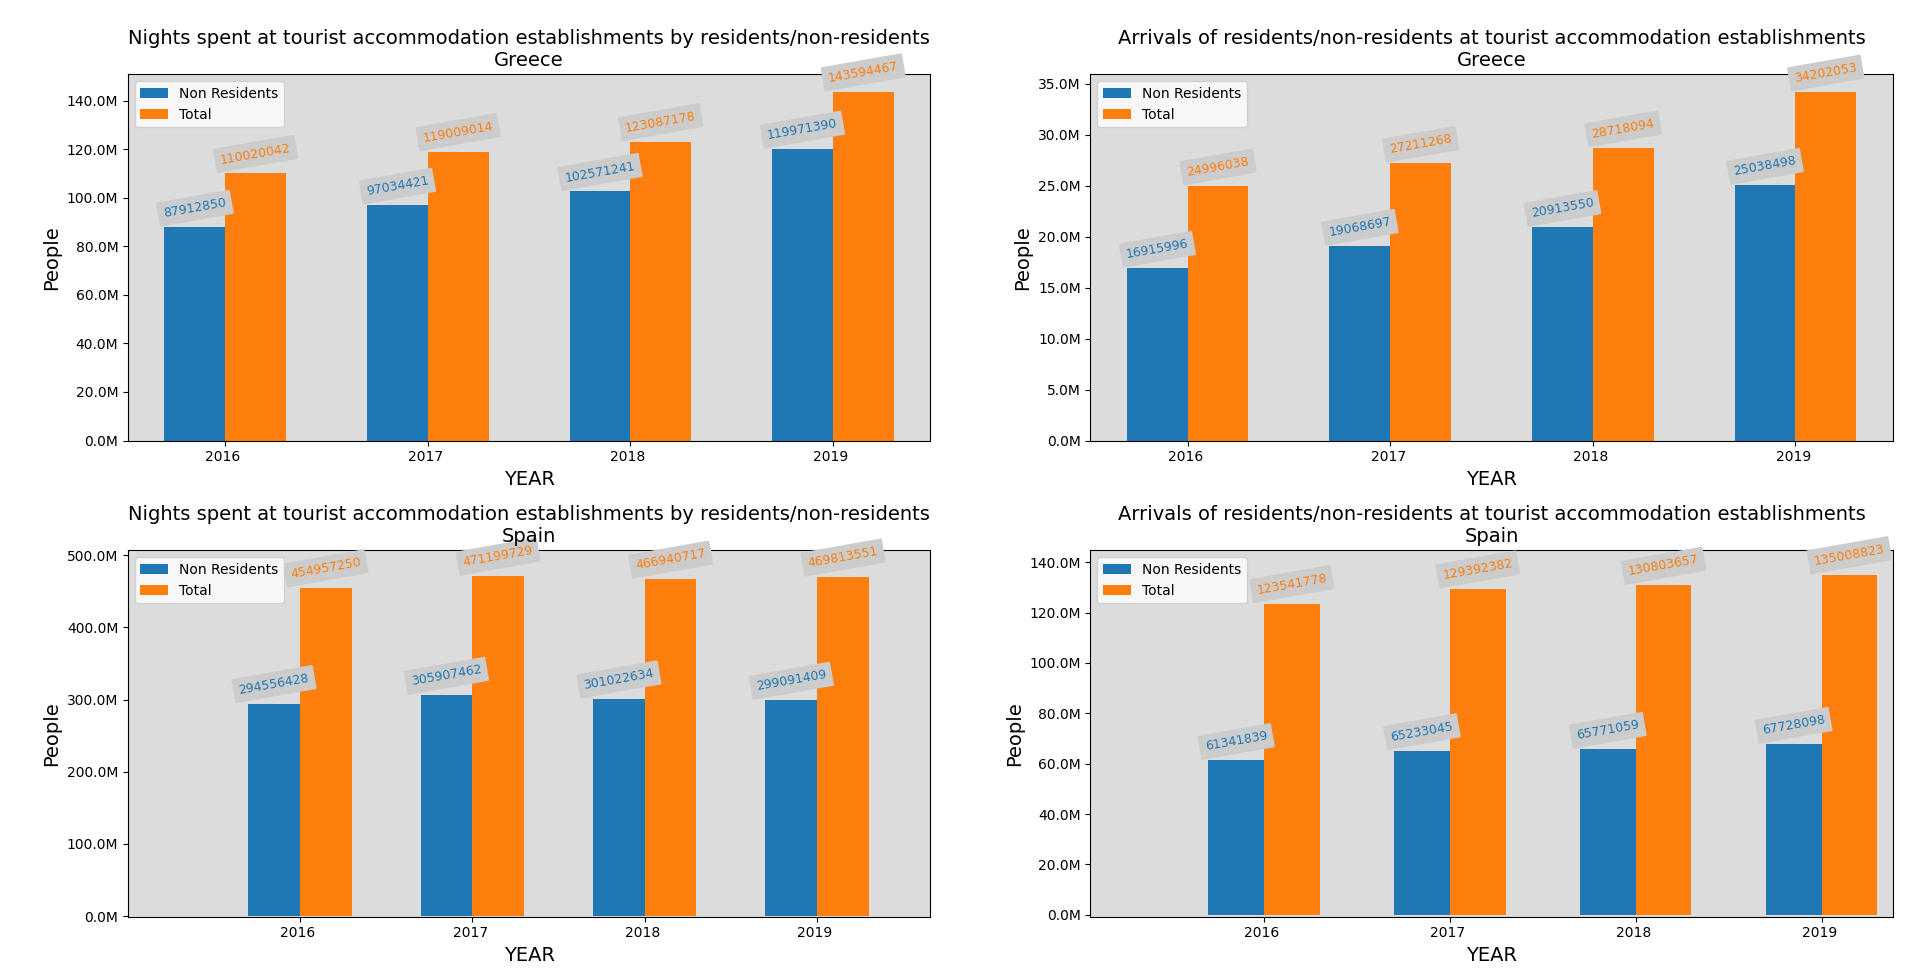 Nights spent at tourist accommodation establishments by residents/non-residents
Greece
Non Residents
Total
140.0M
120.0M
100.0M
80.0M
60.0M
40.0M
20.0M
0.0M
People
87912850
110020042
97034421
119009014
102571241
123087178
119971390
143594467
2016
2017
2018
2019
YEAR
Arrivals of residents/non-residents at tourist accommodation establishments
Greece
Non Residents
Total
35.0M
30.0M
25.0M
20.0M
15.0M
10.0M
5.0M
0.0M
People
16915996
24996038
19068697
27211268
20913550
28718094
25038498
34202053
2016
2017
2018
2019
YEAR
Nights spent at tourist accommodation establishments by residents/non-residents
Spain
Non Residents
Total
500.0M
400.0M
300.0M
200.0M
100.0M
0.0M
People
294556428
454957250
305907462
471199729
301022634
466940717
299091409
469813551
2016
2017
2018
2019
YEAR
Arrivals of residents/non-residents at tourist accommodation establishments
Spain
Non Residents
Total
140.0M
120.0M
100.0M
80.0M
60.0M
40.0M
20.0M
0.0M
People
61341839
123541778
65233045
129392382
65771059
130803657
67728098
135008823
2016
2017
2018
2019
YEAR